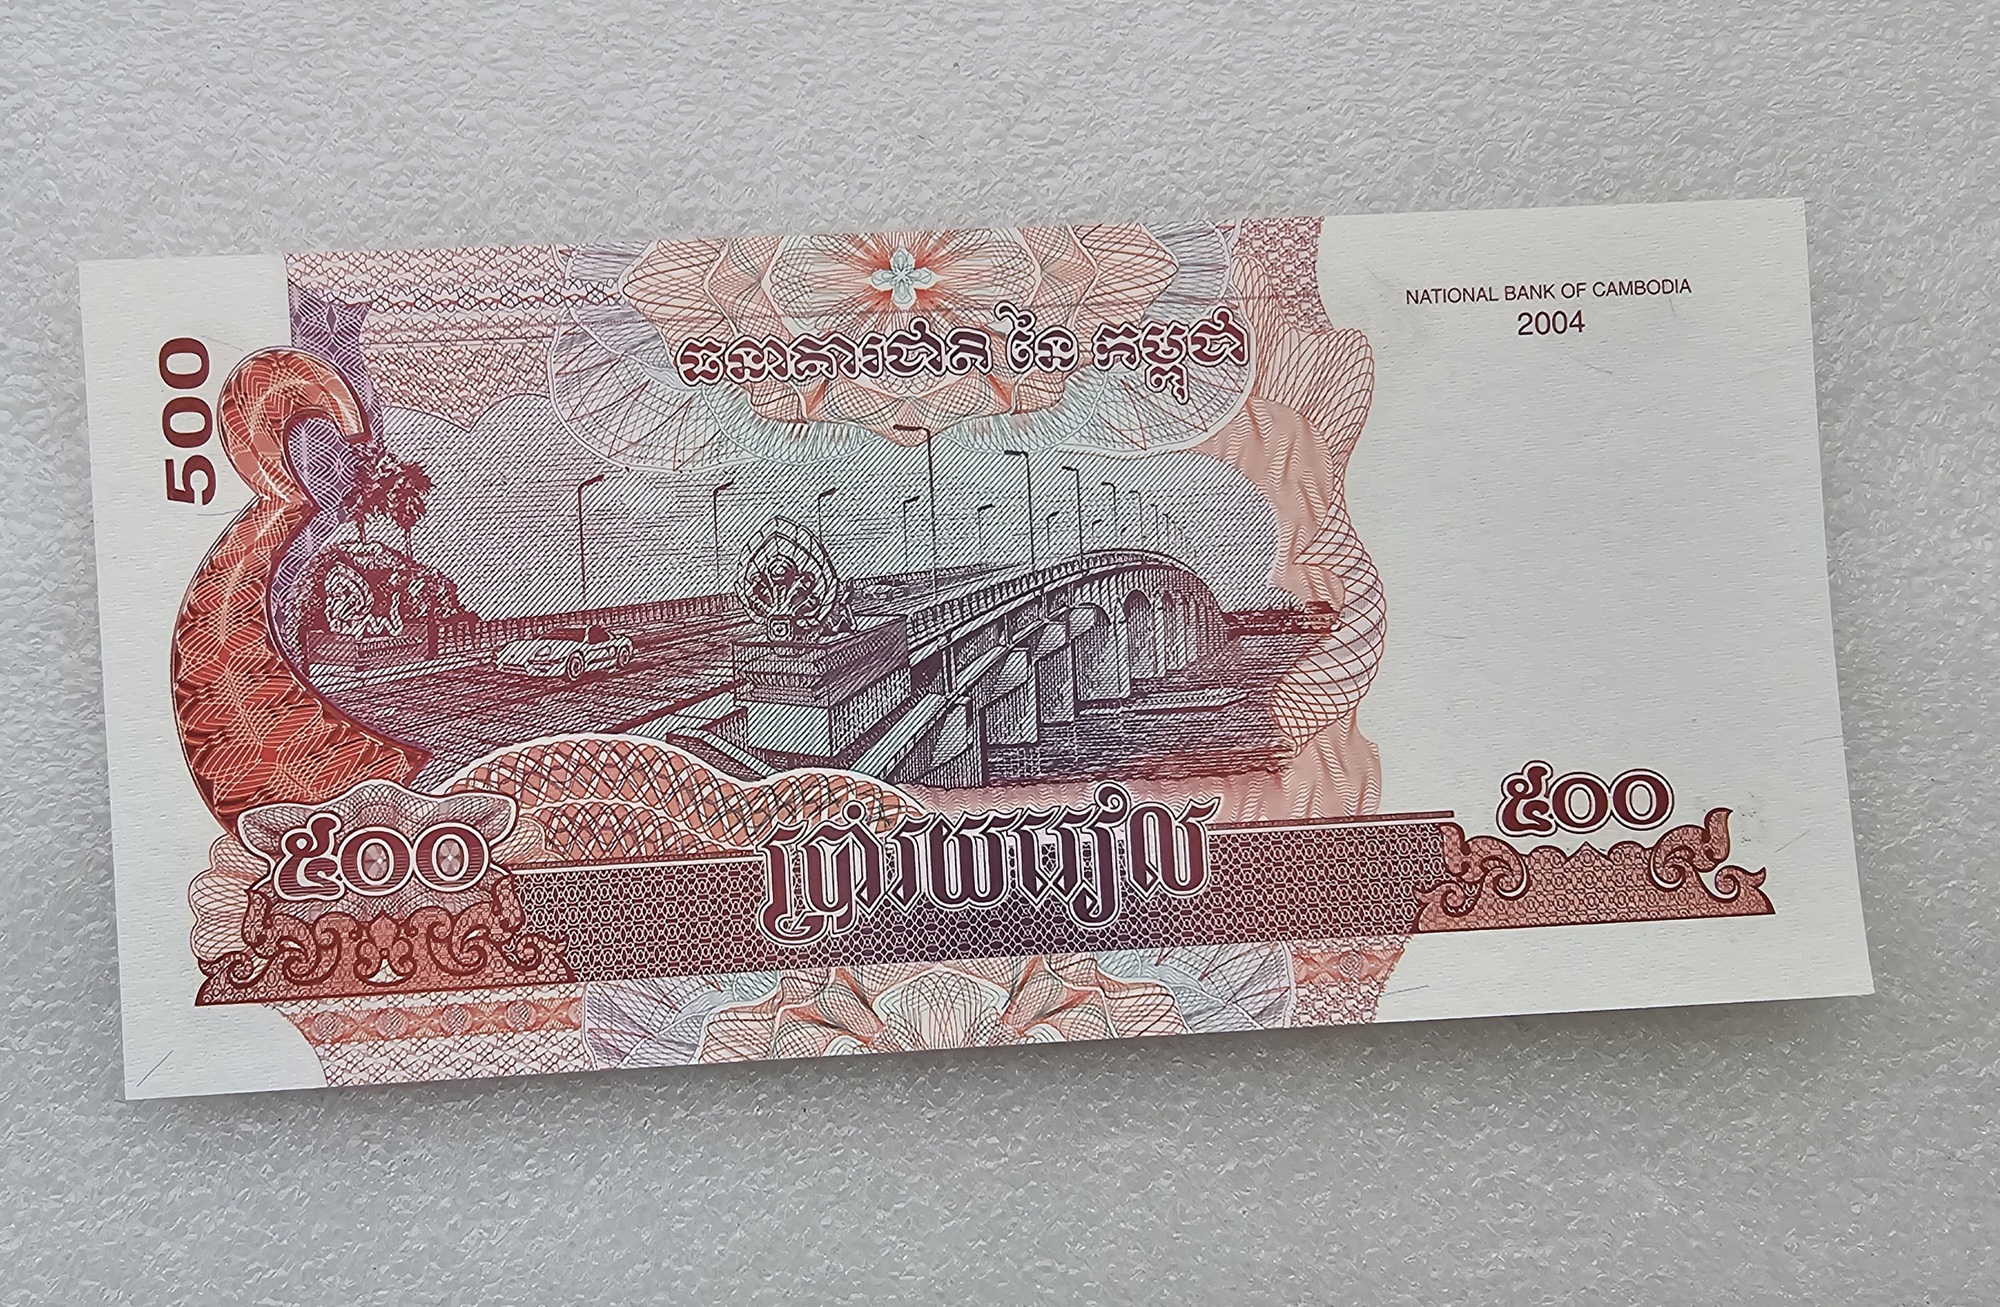 NATIONAL BANK OF CAMBODIA
2004
ធនាគារជាតិ នៃ កម្ពុជា
500
៥០០
ប្រាំរយរៀល
៥០០